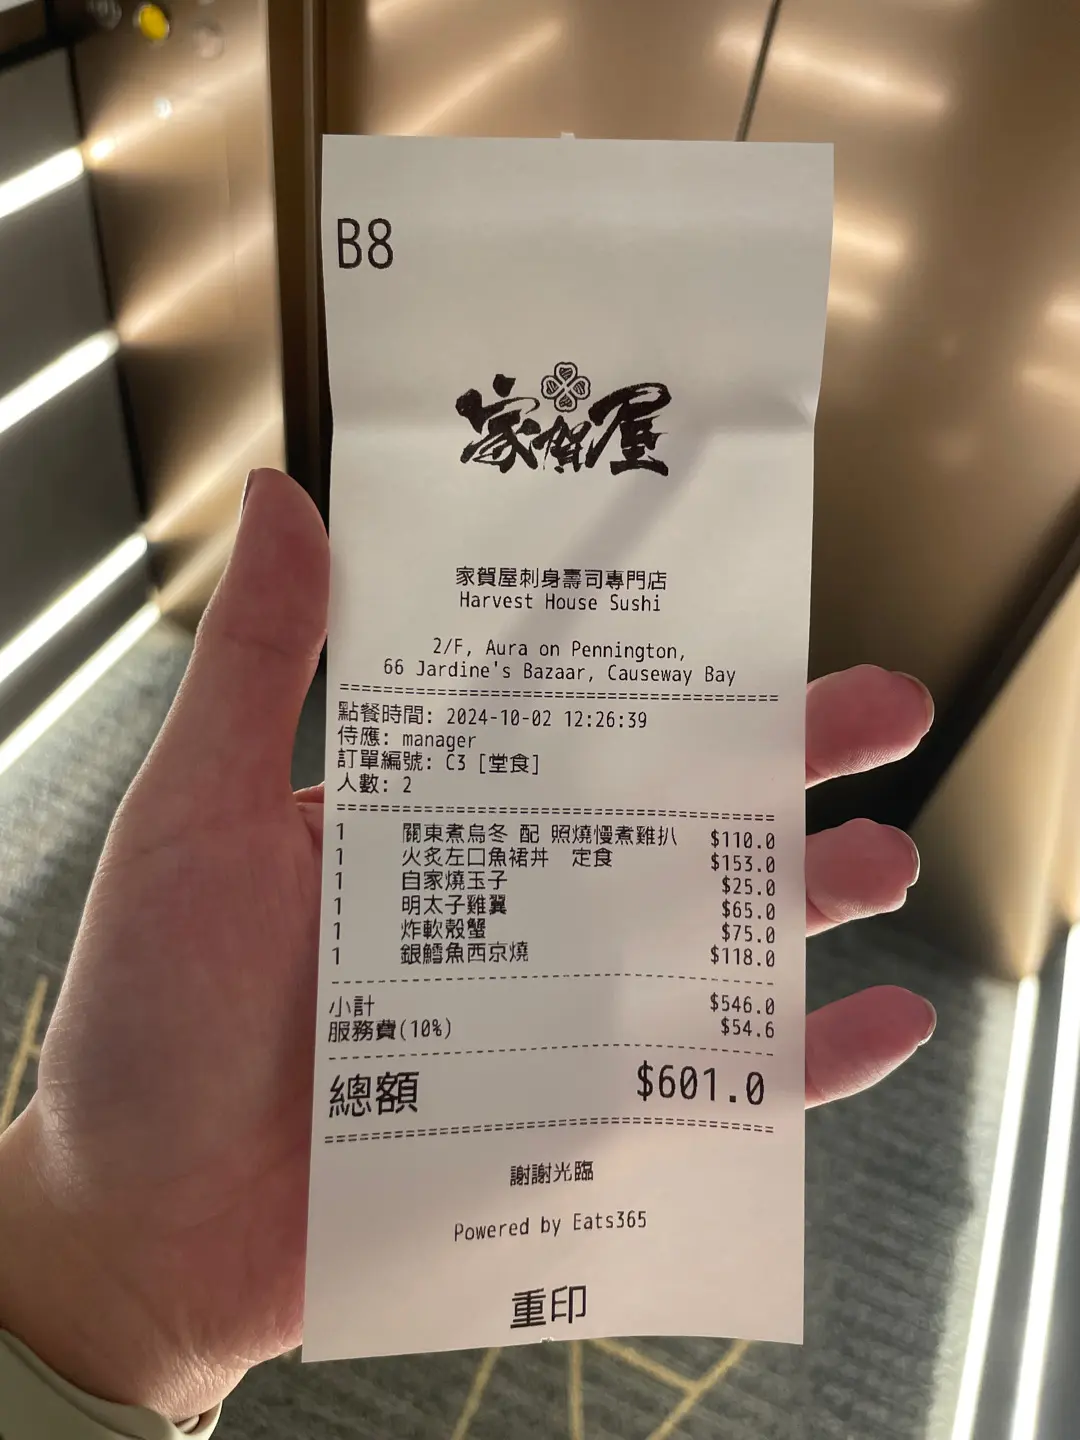 B8
家賀屋
家賀屋刺身壽司專門店
Harvest House Sushi
2/F, Aura on Pennington,
66 Jardine's Bazaar, Causeway Bay
點餐時間: 2024-10-02 12:26:39
侍應: manager
訂單編號: C3 [堂食]
人數: 2
1 關東煮烏冬 配 照燒慢煮雞扒 $110.0
1 火炙左口魚裙丼 定食 $153.0
1 自家燒玉子 $25.0
1 明太子雞翼 $65.0
1 炸軟殼蟹 $75.0
1 銀鱈魚西京燒 $118.0
小計 $546.0
服務費(10%) $54.6
總額 $601.0
謝謝光臨
Powered by Eats365
重印